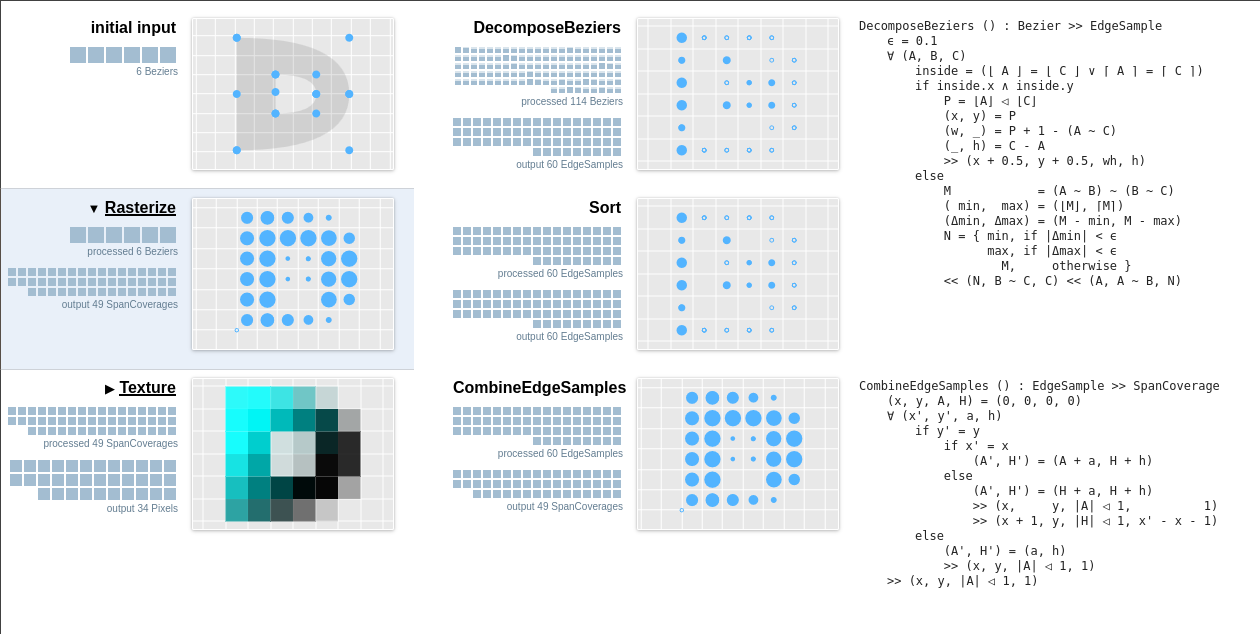 initial input
6 Beziers
▼ Rasterize
processed 6 Beziers
output 49 SpanCoverages
▶ Texture
processed 49 SpanCoverages
output 34 Pixels
DecomposeBeziers
processed 114 Beziers
output 60 EdgeSamples
Sort
processed 60 EdgeSamples
output 60 EdgeSamples
CombineEdgeSamples
processed 60 EdgeSamples
output 49 SpanCoverages
DecomposeBeziers () : Bezier >> EdgeSample
ϵ = 0.1
∀ (A, B, C)
inside = (⌊ A ⌋ = ⌊ C ⌋ ∨ ⌈ A ⌉ = ⌈ C ⌉)
if inside.x ∧ inside.y
P = ⌊A⌋ ◁ ⌊C⌋
(x, y) = P
(w, _) = P + 1 - (A ~ C)
(_, h) = C - A
>> (x + 0.5, y + 0.5, wh, h)
else
M = (A ~ B) ~ (B ~ C)
( min, max) = (⌊M⌋, ⌈M⌉)
(Δmin, Δmax) = (M - min, M - max)
N = { min, if |Δmin| < ϵ
max, if |Δmax| < ϵ
M, otherwise }
<< (N, B ~ C, C) << (A, A ~ B, N)
CombineEdgeSamples () : EdgeSample >> SpanCoverage
(x, y, A, H) = (0, 0, 0, 0)
∀ (x', y', a, h)
if y' = y
if x' = x
(A', H') = (A + a, H + h)
else
(A', H') = (H + a, H + h)
>> (x, y, |A| ◁ 1, 1)
>> (x + 1, y, |H| ◁ 1, x' - x - 1)
else
(A', H') = (a, h)
>> (x, y, |A| ◁ 1, 1)
>> (x, y, |A| ◁ 1, 1)